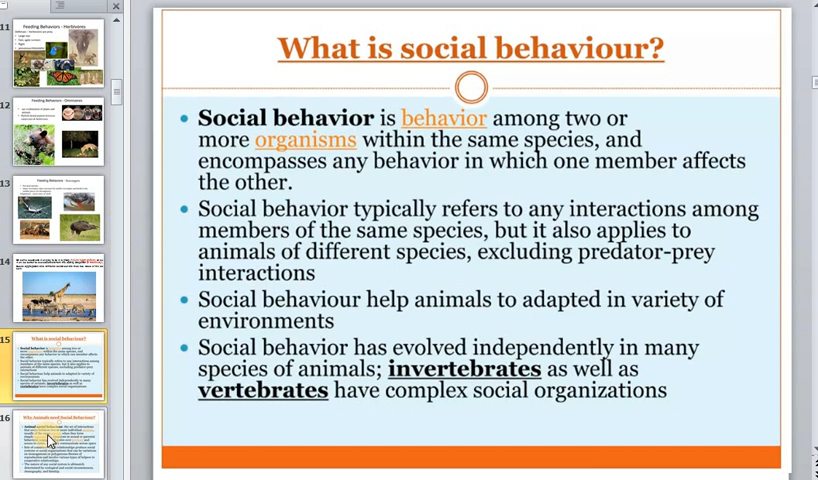 11
Feeding Behaviors - Herbivores
12
Feeding Behaviors - Omnivores
13
Feeding Behaviors - Scavengers
14
15
What is social behaviour?
16
Why Animals need Social Behaviours?
What is social behaviour?
Social behavior is behavior among two or
more organisms within the same species, and
encompasses any behavior in which one member affects
the other.
Social behavior typically refers to any interactions among
members of the same species, but it also applies to
animals of different species, excluding predator-prey
interactions
Social behaviour help animals to adapted in variety of
environments
Social behavior has evolved independently in many
species of animals; invertebrates as well as
vertebrates have complex social organizations